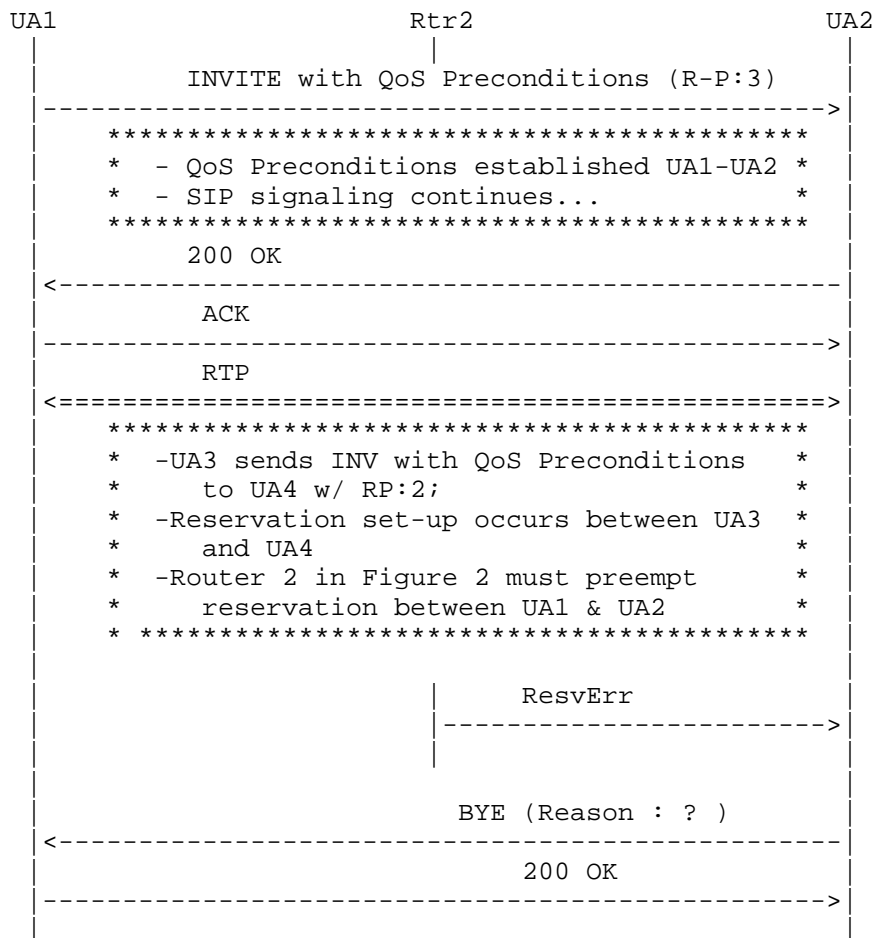 UA1 Rtr2 UA2
INVITE with QoS Preconditions (R-P:3)
- QoS Preconditions established UA1-UA2
- SIP signaling continues...
200 OK
ACK
RTP
-UA3 sends INV with QoS Preconditions
to UA4 w/ RP:2;
-Reservation set-up occurs between UA3
and UA4
-Router 2 in Figure 2 must preempt
reservation between UA1 & UA2
ResvErr
BYE (Reason : ? )
200 OK